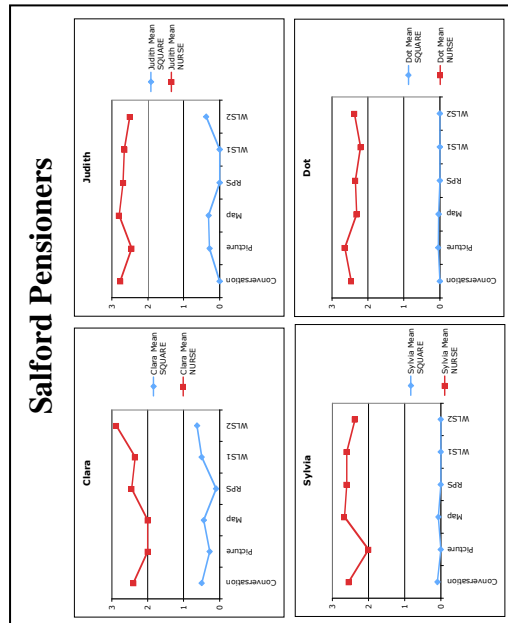 Salford Pensioners
Clara
3
2
1
0
Conversation
Picture
Map
RPS
WLS1
WLS2
Clara Mean
SQUARE
Clara Mean
NURSE
Judith
3
2
1
0
Conversation
Picture
Map
RPS
WLS1
WLS2
Judith Mean
SQUARE
Judith Mean
NURSE
Sylvia
3
2
1
0
Conversation
Picture
Map
RPS
WLS1
WLS2
Sylvia Mean
SQUARE
Sylvia Mean
NURSE
Dot
3
2
1
0
Conversation
Picture
Map
RPS
WLS1
WLS2
Dot Mean
SQUARE
Dot Mean
NURSE